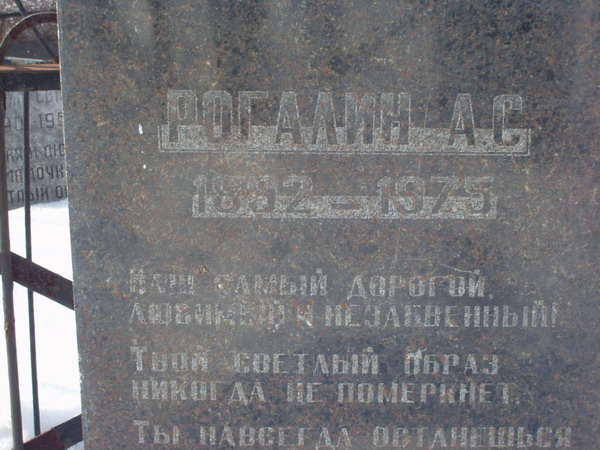 РОГАЛИН А.С
1892-1975
НАШ САМЫЙ ДОРОГОЙ,
ЛЮБИМЫЙ И НЕЗАБВЕННЫЙ!
ТВОЙ СВЕТЛЫЙ ОБРАЗ
НИКОГДА НЕ ПОМЕРКНЕТ,
ТЫ НАВСЕГДА ОСТАНЕШЬСЯ